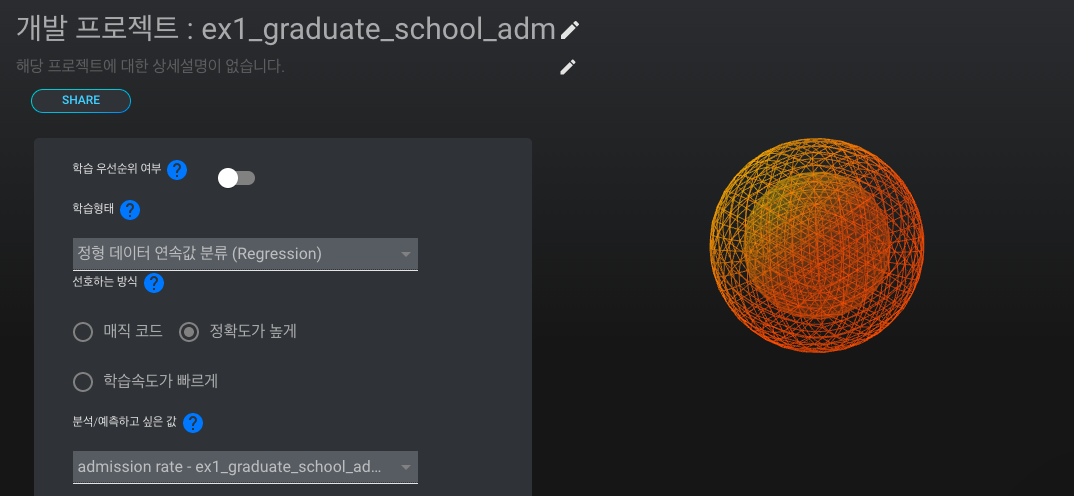 개발 프로젝트 : ex1_graduate_school_adm
해당 프로젝트에 대한 상세설명이 없습니다.
SHARE
학습 우선순위 여부 ?
학습형태 ?
정형 데이터 연속값 분류 (Regression)
선호하는 방식 ?
매직 코드 정확도가 높게
학습속도가 빠르게
분석/예측하고 싶은 값 ?
admission rate - ex1_graduate_school_ad...